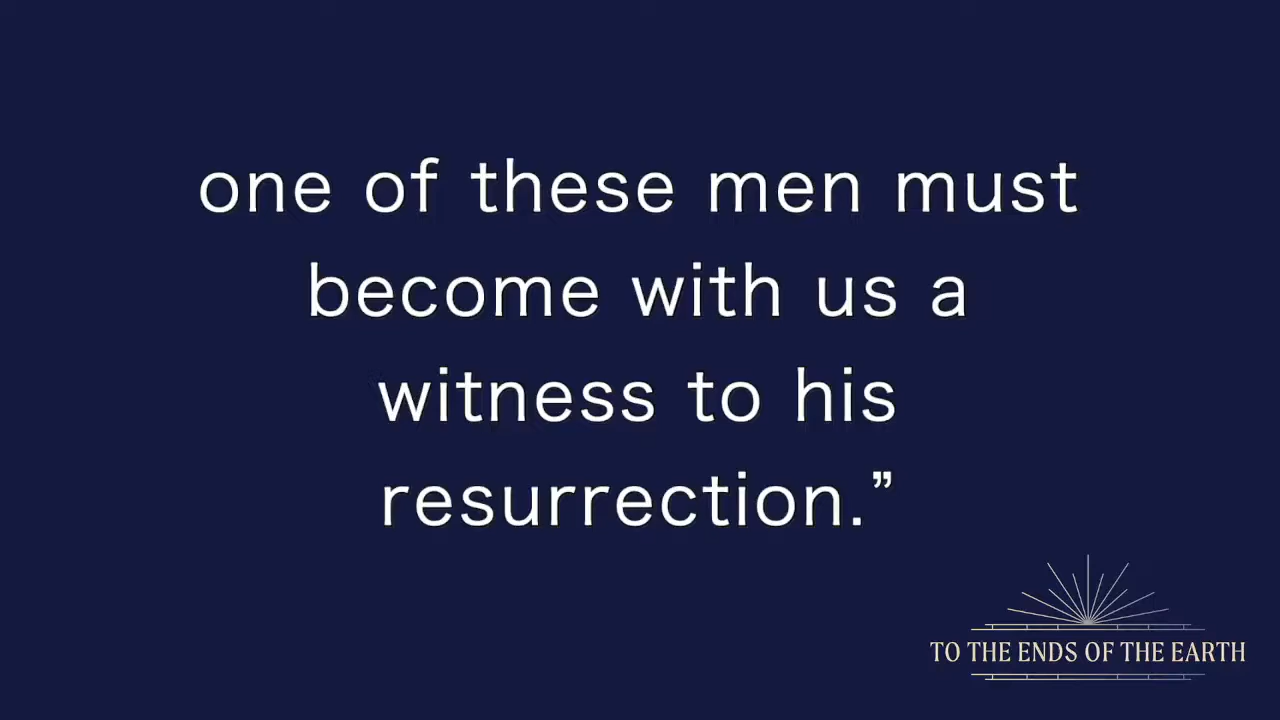 one of these men must
become with us a
witness to his
resurrection.”
TO THE ENDS OF THE EARTH